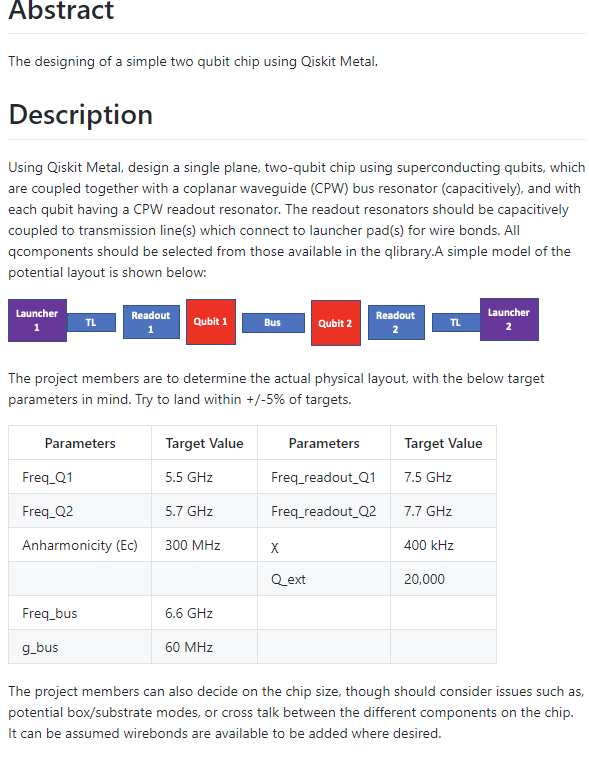 Abstract
The designing of a simple two qubit chip using Qiskit Metal.
Description
Using Qiskit Metal, design a single plane, two-qubit chip using superconducting qubits, which
are coupled together with a coplanar waveguide (CPW) bus resonator (capacitively), and with
each qubit having a CPW readout resonator. The readout resonators should be capacitively
coupled to transmission line(s) which connect to launcher pad(s) for wire bonds. All
qcomponents should be selected from those available in the qlibrary.A simple model of the
potential layout is shown below:
Launcher 1 TL Readout 1 Qubit 1 Bus Qubit 2 Readout 2 TL Launcher 2
The project members are to determine the actual physical layout, with the below target
parameters in mind. Try to land within +/-5% of targets.
Parameters Target Value Parameters Target Value
Freq_Q1 5.5 GHz Freq_readout_Q1 7.5 GHz
Freq_Q2 5.7 GHz Freq_readout_Q2 7.7 GHz
Anharmonicity (Ec) 300 MHz χ 400 kHz
Q_ext 20,000
Freq_bus 6.6 GHz
g_bus 60 MHz
The project members can also decide on the chip size, though should consider issues such as,
potential box/substrate modes, or cross talk between the different components on the chip.
It can be assumed wirebonds are available to be added where desired.